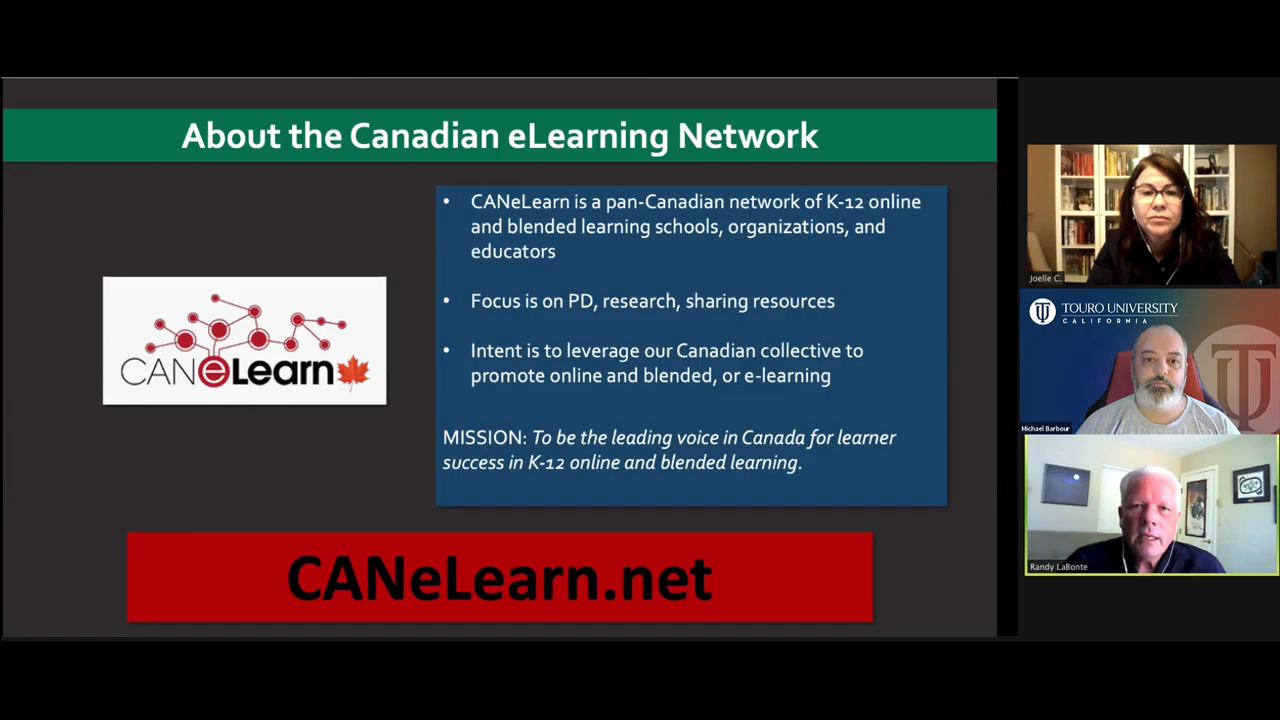 About the Canadian eLearning Network
CANeLearn
• CANeLearn is a pan-Canadian network of K-12 online
and blended learning schools, organizations, and
educators
• Focus is on PD, research, sharing resources
• Intent is to leverage our Canadian collective to
promote online and blended, or e-learning
MISSION: To be the leading voice in Canada for learner
success in K-12 online and blended learning.
CANeLearn.net
Joelle C.
TOURO UNIVERSITY
CALIFORNIA
Michael Barbour
Randy LaBonte